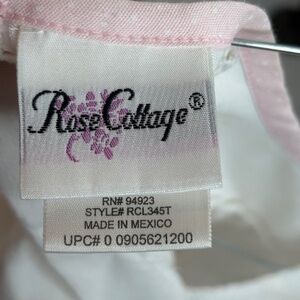 Rose Cottage®
RN# 94923
STYLE# RCL345T
MADE IN MEXICO
UPC# 0 0905621200